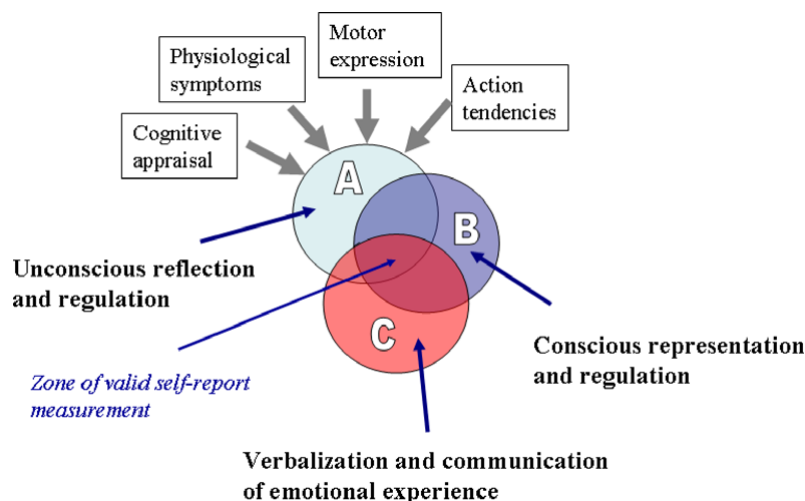 Physiological
symptoms
Motor
expression
Action
tendencies
Cognitive
appraisal
A
B
C
Unconscious reflection
and regulation
Zone of valid self-report
measurement
Conscious representation
and regulation
Verbalization and communication
of emotional experience